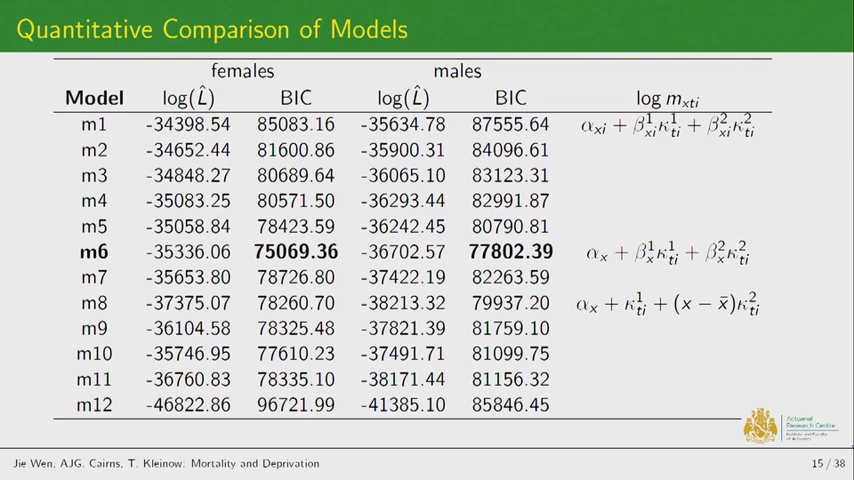 Quantitative Comparison of Models
females males
Model log(L̂) BIC log(L̂) BIC log m_xti
m1 -34398.54 85083.16 -35634.78 87555.64 α_xi + β¹_xi κ¹_ti + β²_xi κ²_ti
m2 -34652.44 81600.86 -35900.31 84096.61
m3 -34848.27 80689.64 -36065.10 83123.31
m4 -35083.25 80571.50 -36293.44 82991.87
m5 -35058.84 78423.59 -36242.45 80790.81
m6 -35336.06 75069.36 -36702.57 77802.39 α_x + β¹_x κ¹_ti + β²_x κ²_ti
m7 -35653.80 78726.80 -37422.19 82263.59
m8 -37375.07 78260.70 -38213.32 79937.20 α_x + κ¹_ti + (x − x̄)κ²_ti
m9 -36104.58 78325.48 -37821.39 81759.10
m10 -35746.95 77610.23 -37491.71 81099.75
m11 -36760.83 78335.10 -38171.44 81156.32
m12 -46822.86 96721.99 -41385.10 85846.45
Actuarial
Research Centre
Institute and Faculty
of Actuaries
Jie Wen, AJG. Cairns, T. Kleinow: Mortality and Deprivation 15 / 38